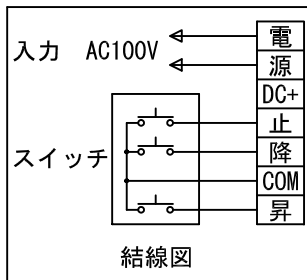 入力 AC100V
電
源
DC+
止
降
COM
昇
スイッチ
結線図